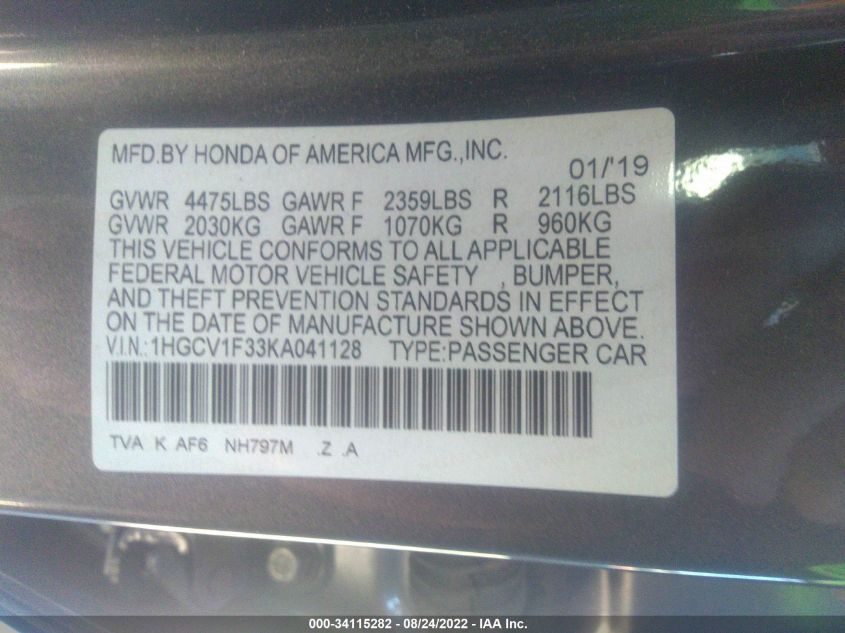 MFD.BY HONDA OF AMERICA MFG.,INC.
01/'19
GVWR 4475LBS GAWR F 2359LBS R 2116LBS
GVWR 2030KG GAWR F 1070KG R 960KG
THIS VEHICLE CONFORMS TO ALL APPLICABLE
FEDERAL MOTOR VEHICLE SAFETY , BUMPER,
AND THEFT PREVENTION STANDARDS IN EFFECT
ON THE DATE OF MANUFACTURE SHOWN ABOVE.
V.I.N.:1HGCV1F33KA041128 TYPE:PASSENGER CAR
TVA K AF6 NH797M .Z .A
000-34115282 - 08/24/2022 - IAA Inc.